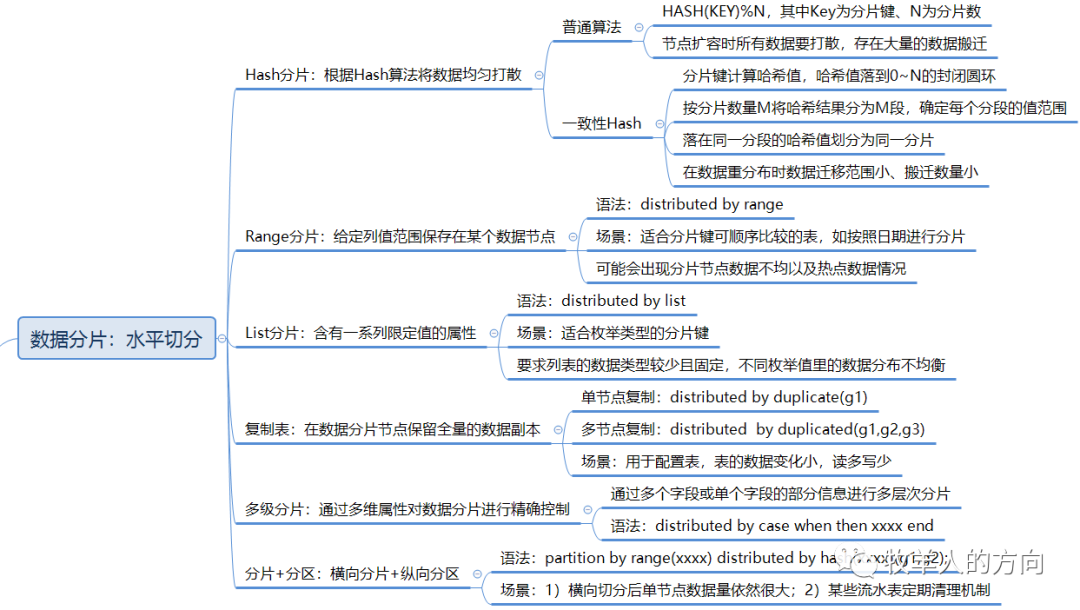 数据分片：水平切分
Hash分片：根据Hash算法将数据均匀打散
普通算法
HASH(KEY)%N，其中Key为分片键、N为分片数
节点扩容时所有数据要打散，存在大量的数据搬迁
一致性Hash
分片键计算哈希值，哈希值落到0~N的封闭圆环
按分片数量M将哈希结果分为M段，确定每个分段的值范围
落在同一分段的哈希值划分为同一分片
在数据重分布时数据迁移范围小、搬迁数量小
Range分片：给定列值范围保存在某个数据节点
语法：distributed by range
场景：适合分片键可顺序比较的表，如按照日期进行分片
可能会出现分片节点数据不均以及热点数据情况
List分片：含有一系列限定值的属性
语法：distributed by list
场景：适合枚举类型的分片键
要求列表的数据类型较少且固定，不同枚举值里的数据分布不均衡
复制表：在数据分片节点保留全量的数据副本
单节点复制：distributed by duplicate(g1)
多节点复制：distributed  by duplicated(g1,g2,g3)
场景：用于配置表，表的数据变化小，读多写少
多级分片：通过多维属性对数据分片进行精确控制
通过多个字段或单个字段的部分信息进行多层次分片
语法：distributed by case when then xxxx end
分片+分区：横向分片+纵向分区
语法：partition by range(xxxx) distributed by
场景：1）横向切分后单节点数据量依然很大；2）某些流水表定期清理机制
牧羊人的方向